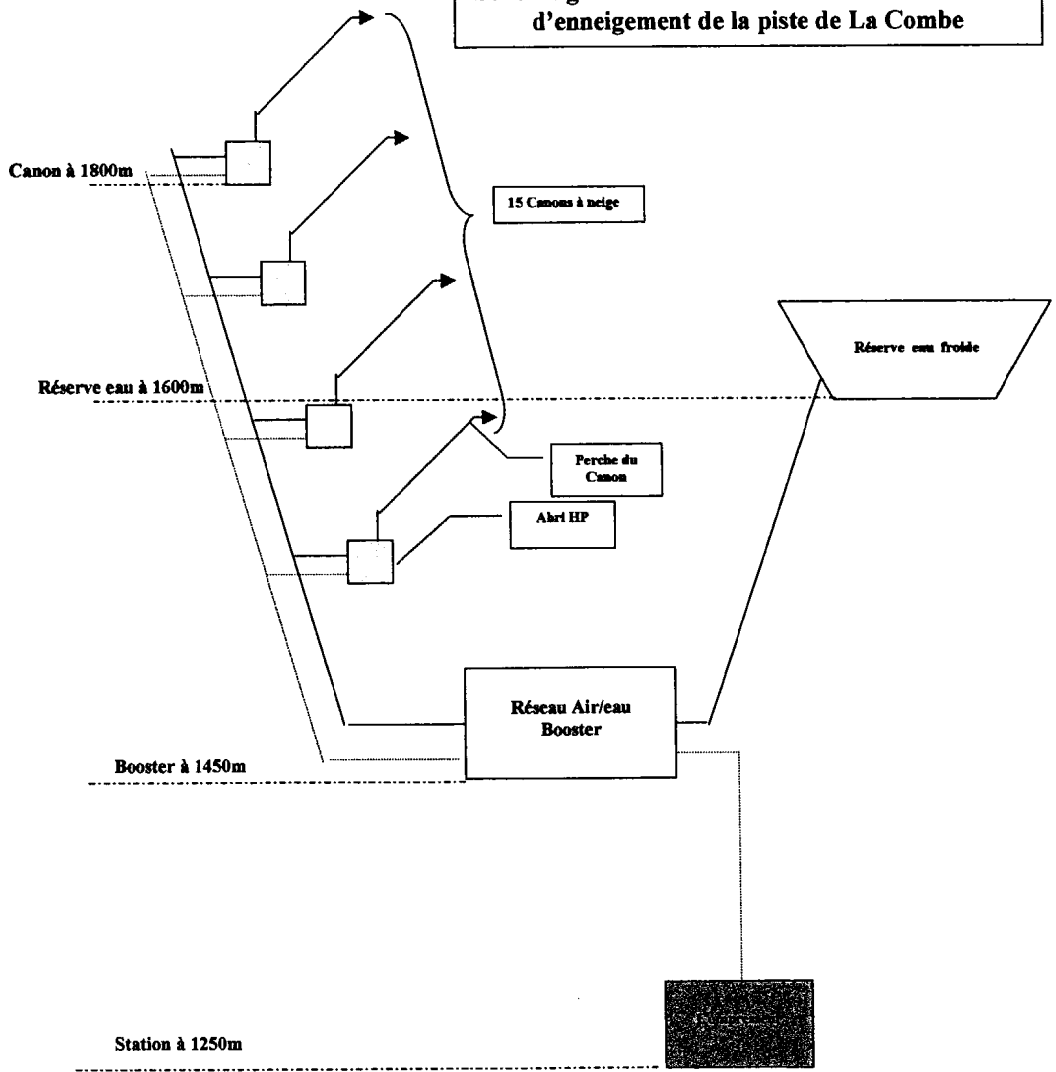 d'enneigement de la piste de La Combe
Canon à 1800m
15 Canons à neige
Réserve eau froide
Réserve eau à 1600m
Perche du
Canon
Abri HP
Réseau Air/eau
Booster
Booster à 1450m
Station à 1250m